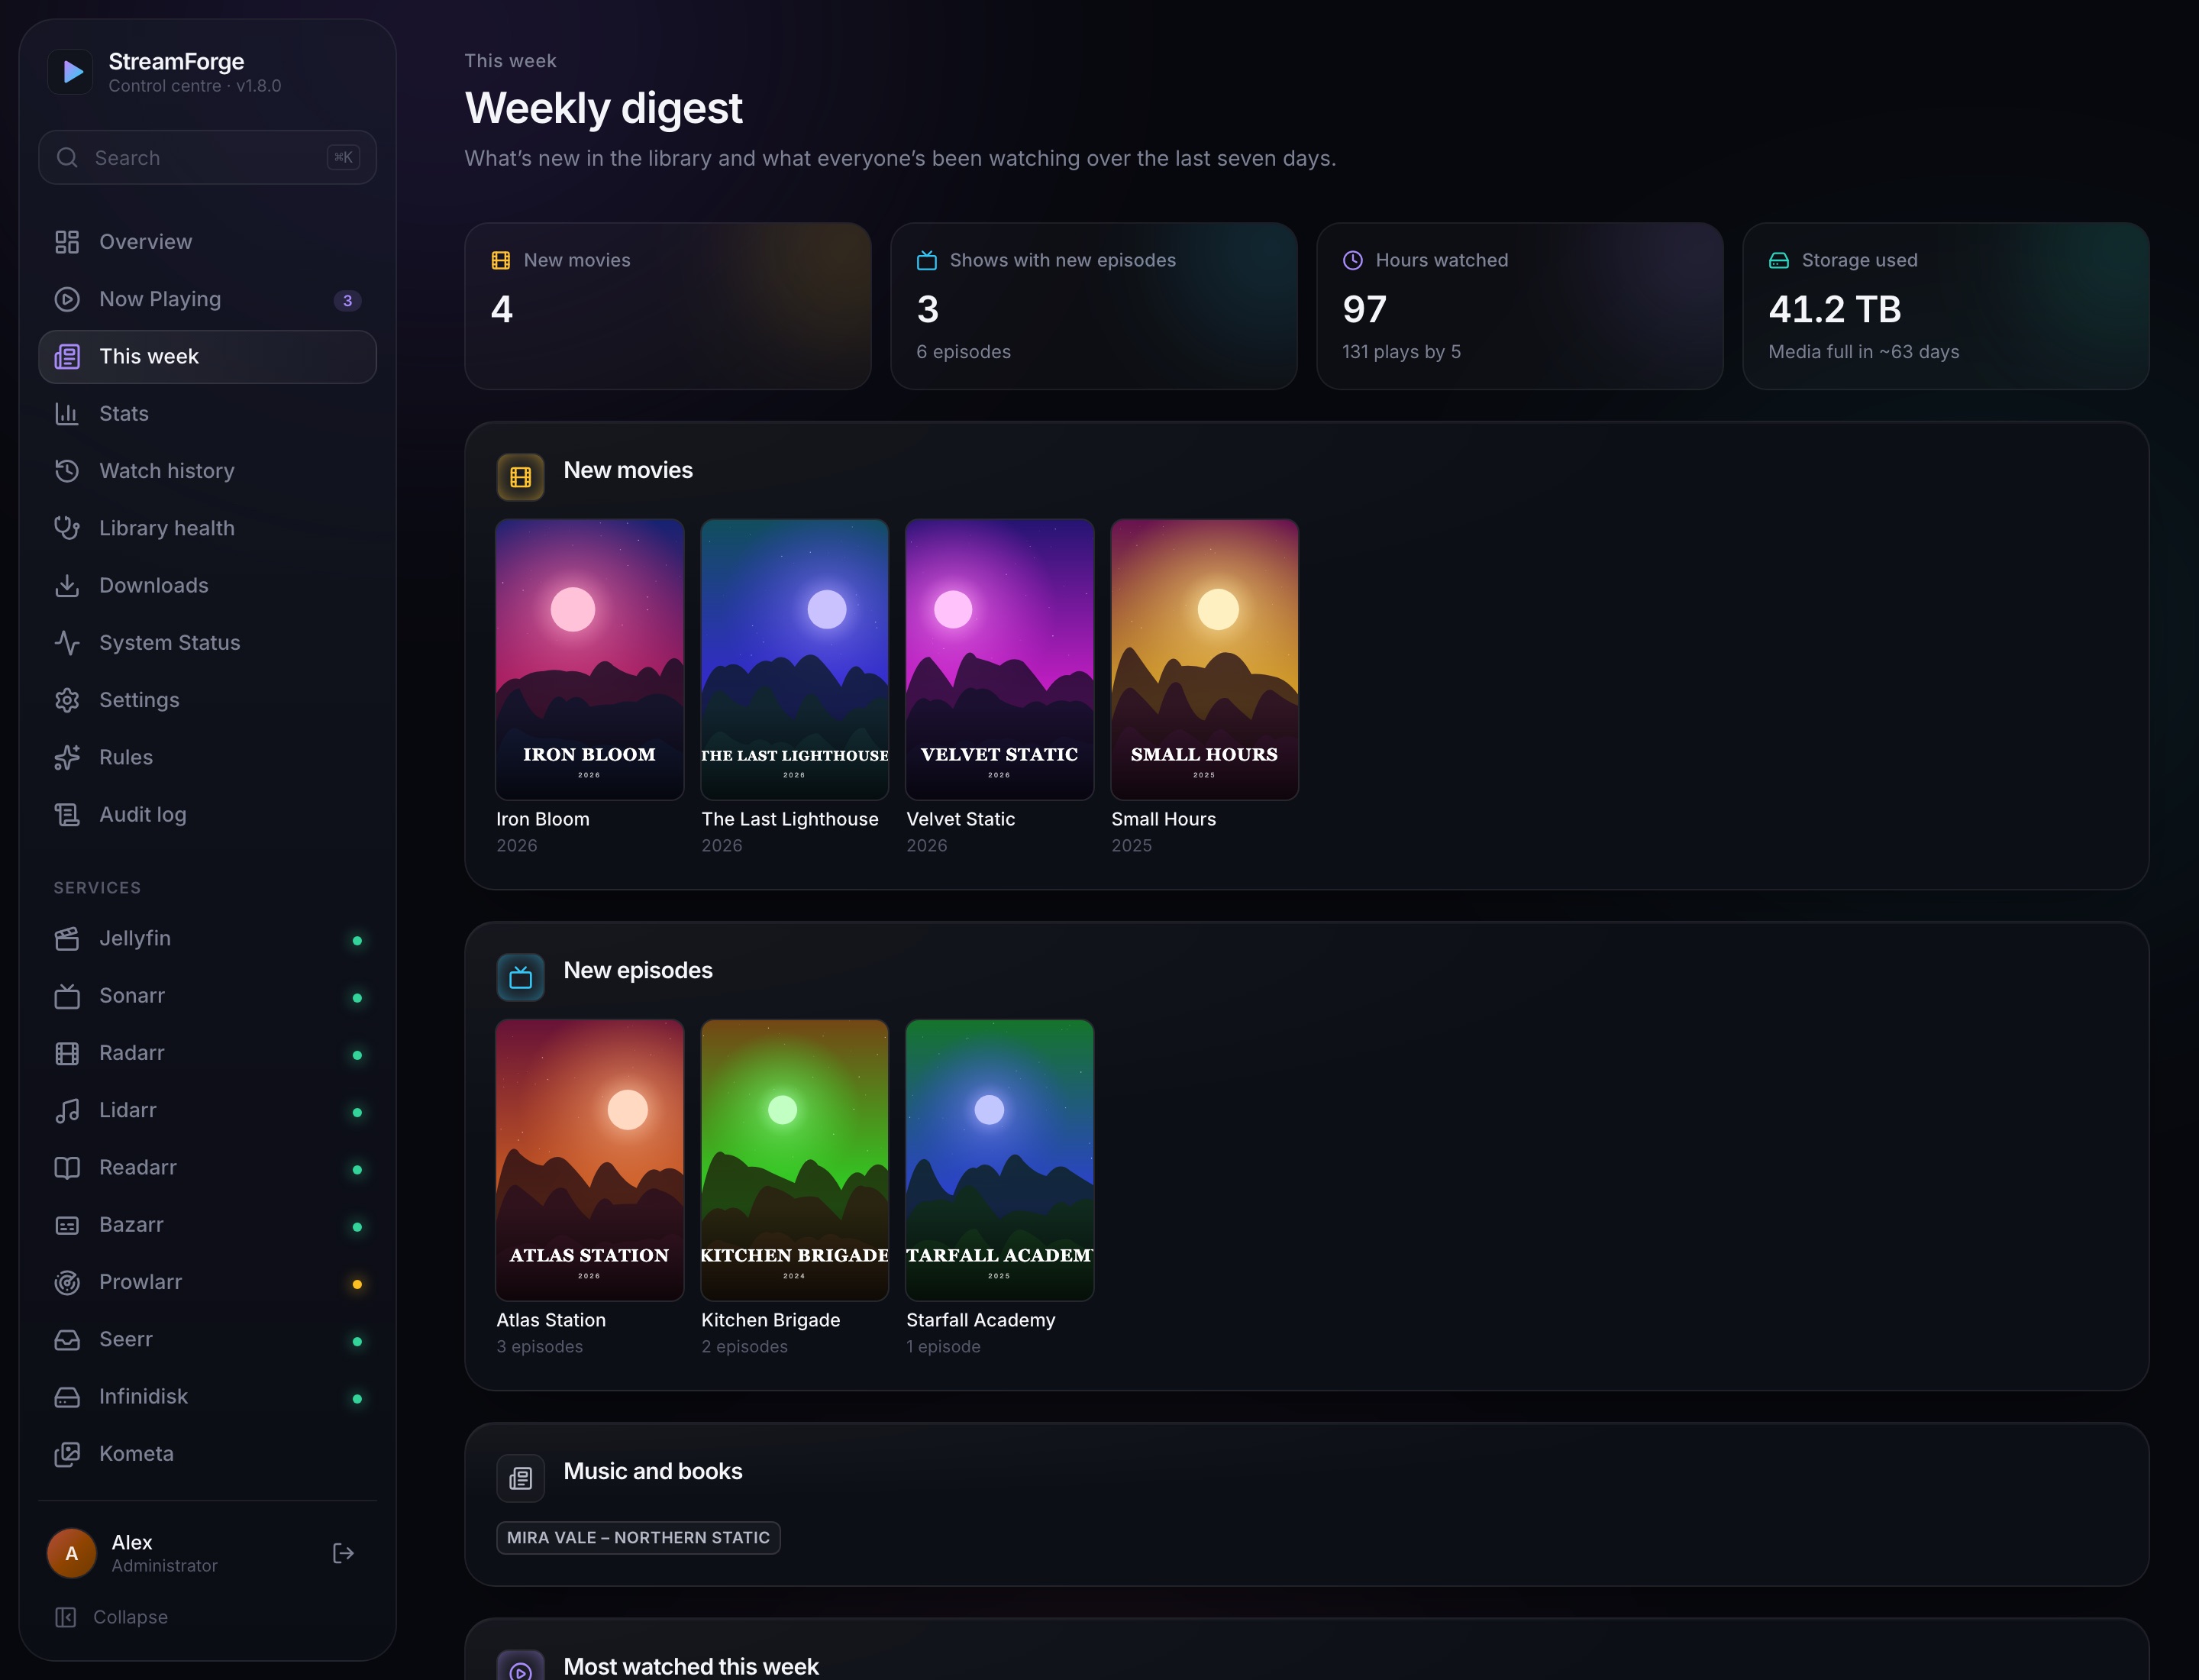 StreamForge
Control centre · v1.8.0
Search
⌘K
Overview
Now Playing
3
This week
Stats
Watch history
Library health
Downloads
System Status
Settings
Rules
Audit log
SERVICES
Jellyfin
Sonarr
Radarr
Lidarr
Readarr
Bazarr
Prowlarr
Seerr
Infinidisk
Kometa
A
Alex
Administrator
Collapse
This week
Weekly digest
What's new in the library and what everyone's been watching over the last seven days.
New movies
4
Shows with new episodes
3
6 episodes
Hours watched
97
131 plays by 5
Storage used
41.2 TB
Media full in ~63 days
New movies
IRON BLOOM
2026
Iron Bloom
2026
THE LAST LIGHTHOUSE
2026
The Last Lighthouse
2026
VELVET STATIC
2026
Velvet Static
2026
SMALL HOURS
2025
Small Hours
2025
New episodes
ATLAS STATION
2026
Atlas Station
3 episodes
KITCHEN BRIGADE
2024
Kitchen Brigade
2 episodes
TARFALL ACADEM
2025
Starfall Academy
1 episode
Music and books
MIRA VALE – NORTHERN STATIC
Most watched this week